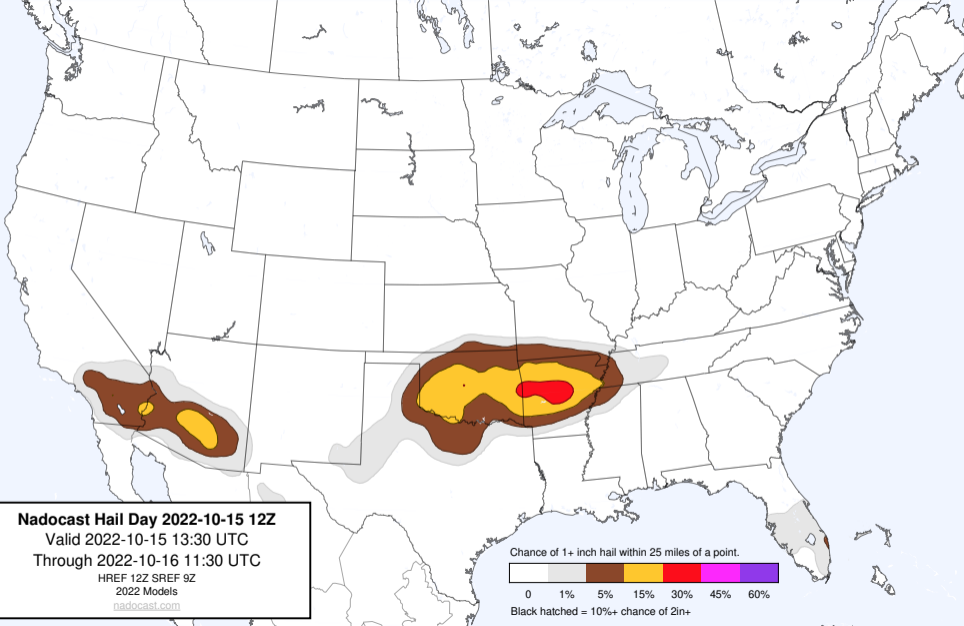 Nadocast Hail Day 2022-10-15 12Z
Valid 2022-10-15 13:30 UTC
Through 2022-10-16 11:30 UTC
HREF 12Z SREF 9Z
2022 Models
nadocast.com
Chance of 1+ inch hail within 25 miles of a point.
0 1% 5% 15% 30% 45% 60%
Black hatched = 10%+ chance of 2in+